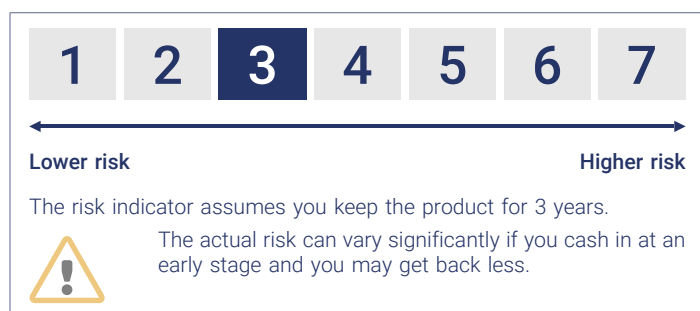 1 2 3 4 5 6 7
Lower risk Higher risk
The risk indicator assumes you keep the product for 3 years.
The actual risk can vary significantly if you cash in at an
early stage and you may get back less.